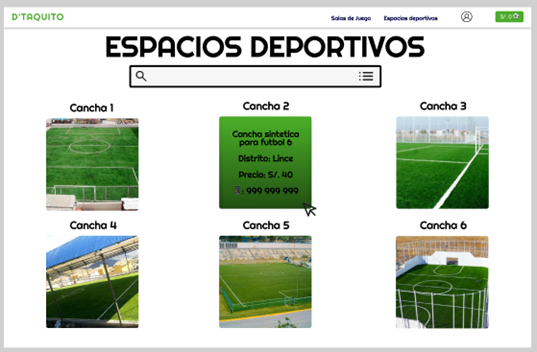 D'TAQUITO
Salas de Juego
Espacios deportivos
S/. 0
ESPACIOS DEPORTIVOS
Cancha 1
Cancha 2
Cancha 3
Cancha sintetica
para futbol 6
Distrito: Lince
Precio: S/. 40
: 999 999 999
Cancha 4
Cancha 5
Cancha 6